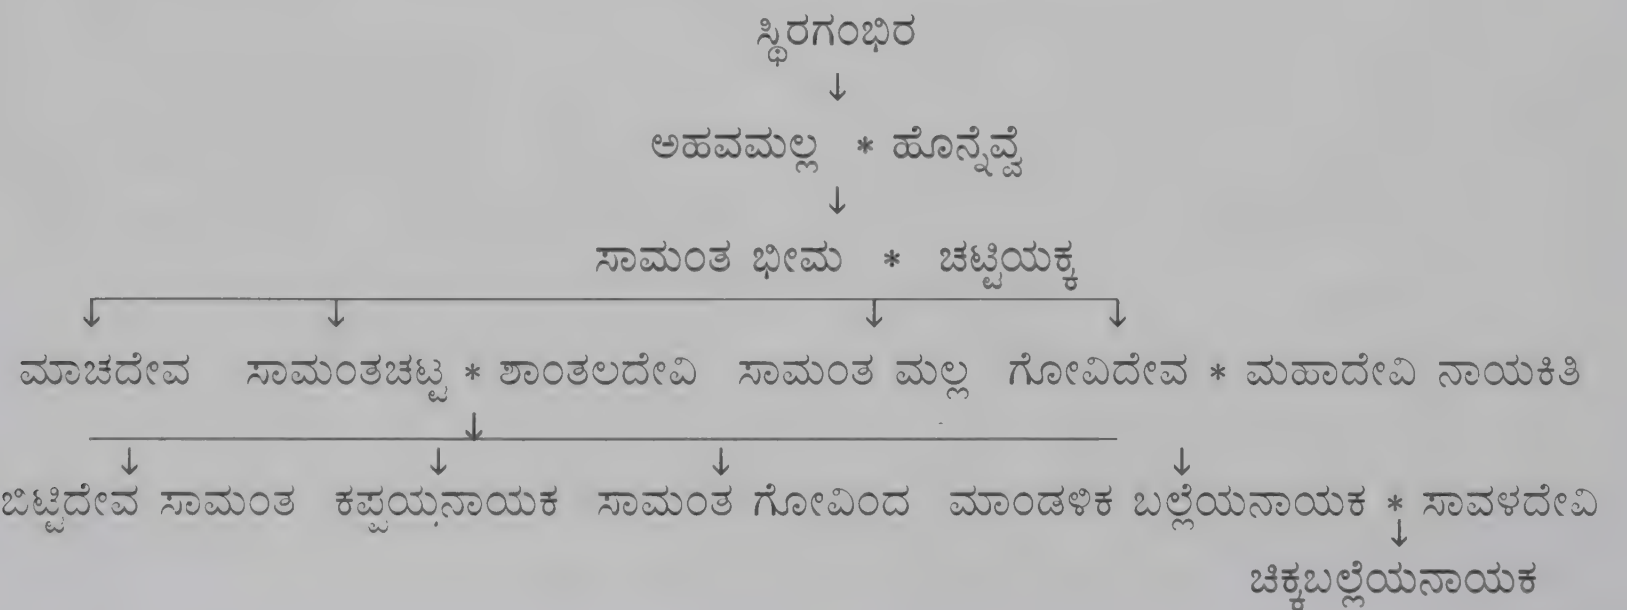 ಸ್ಥಿರಗಂಭಿರ
↓
ಅಹವಮಲ್ಲ * ಹೊನ್ನೆವ್ವೆ
↓
ಸಾಮಂತ ಭೀಮ * ಚಟ್ಟಿಯಕ್ಕ
↓ ↓ ↓ ↓
ಮಾಚದೇವ ಸಾಮಂತಚಟ್ಟ * ಶಾಂತಲದೇವಿ ಸಾಮಂತ ಮಲ್ಲ ಗೋವಿದೇವ * ಮಹಾದೇವಿ ನಾಯಕಿತಿ
↓
↓ ↓ ↓ ↓
ಬಿಟ್ಟಿದೇವ ಸಾಮಂತ ಕಪ್ಪಯನಾಯಕ ಸಾಮಂತ ಗೋವಿಂದ ಮಾಂಡಳಿಕ ಬಲ್ಲೆಯನಾಯಕ * ಸಾವಳದೇವಿ
↓
ಚಿಕ್ಕಬಲ್ಲೆಯನಾಯಕ